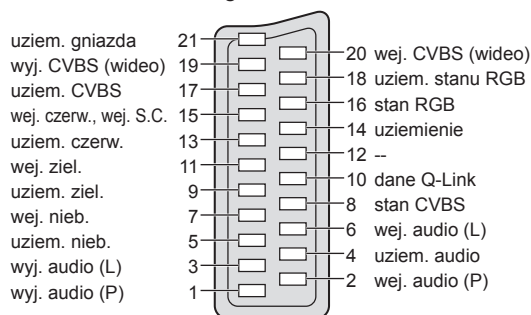 uziem. gniazda 21
wyj. CVBS (wideo) 19
uziem. CVBS 17
wej. czerw., wej. S.C. 15
uziem. czerw. 13
wej. ziel. 11
uziem. ziel. 9
wej. nieb. 7
uziem. nieb. 5
wyj. audio (L) 3
wyj. audio (P) 1
20 wej. CVBS (wideo)
18 uziem. stanu RGB
16 stan RGB
14 uziemienie
12 --
10 dane Q-Link
8 stan CVBS
6 wej. audio (L)
4 uziem. audio
2 wej. audio (P)